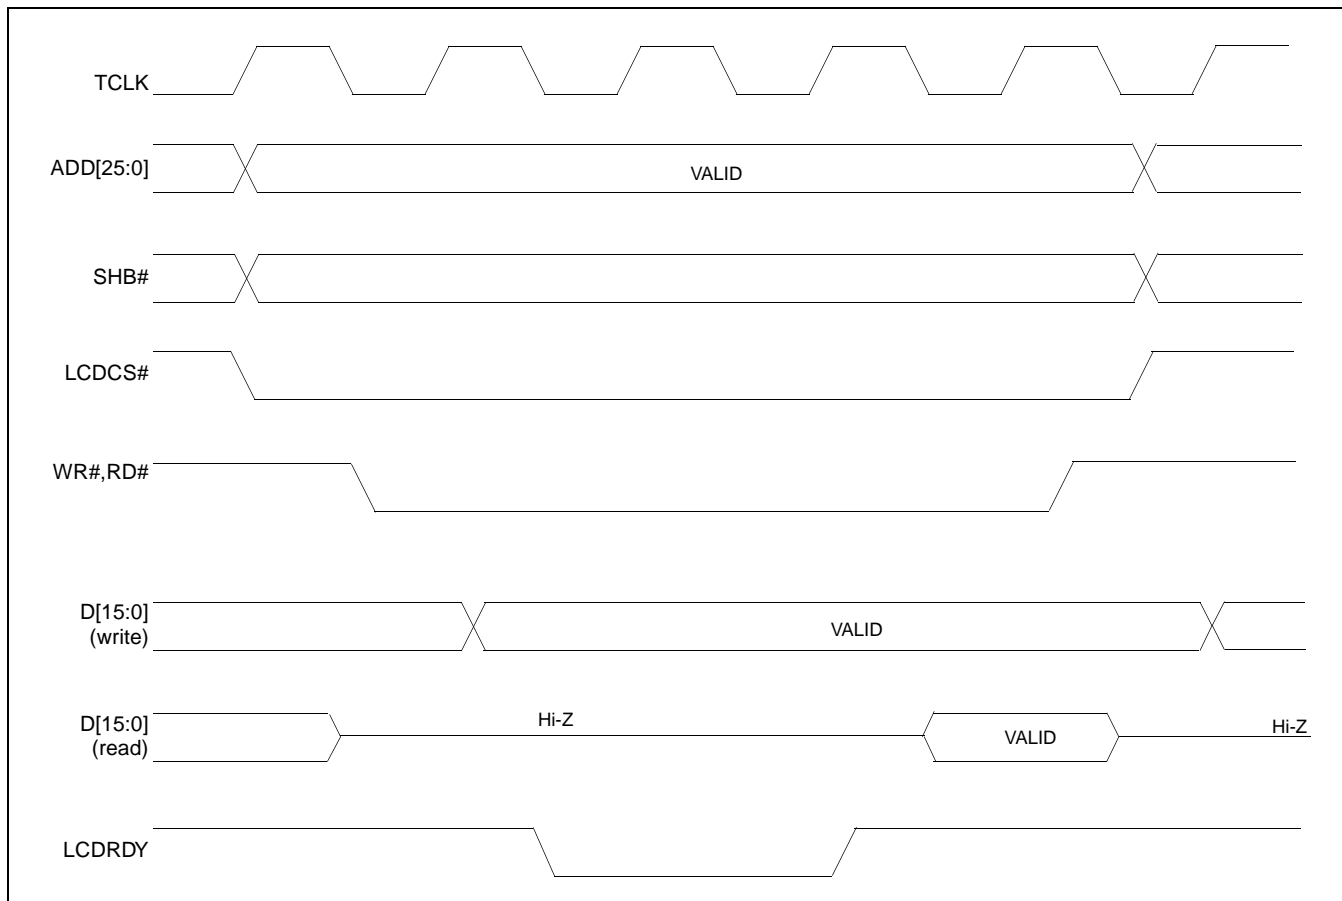 TCLK
ADD[25:0]
VALID
SHB#
LCDCS#
WR#,RD#
D[15:0]
(write)
VALID
D[15:0]
(read)
Hi-Z
VALID
Hi-Z
LCDRDY